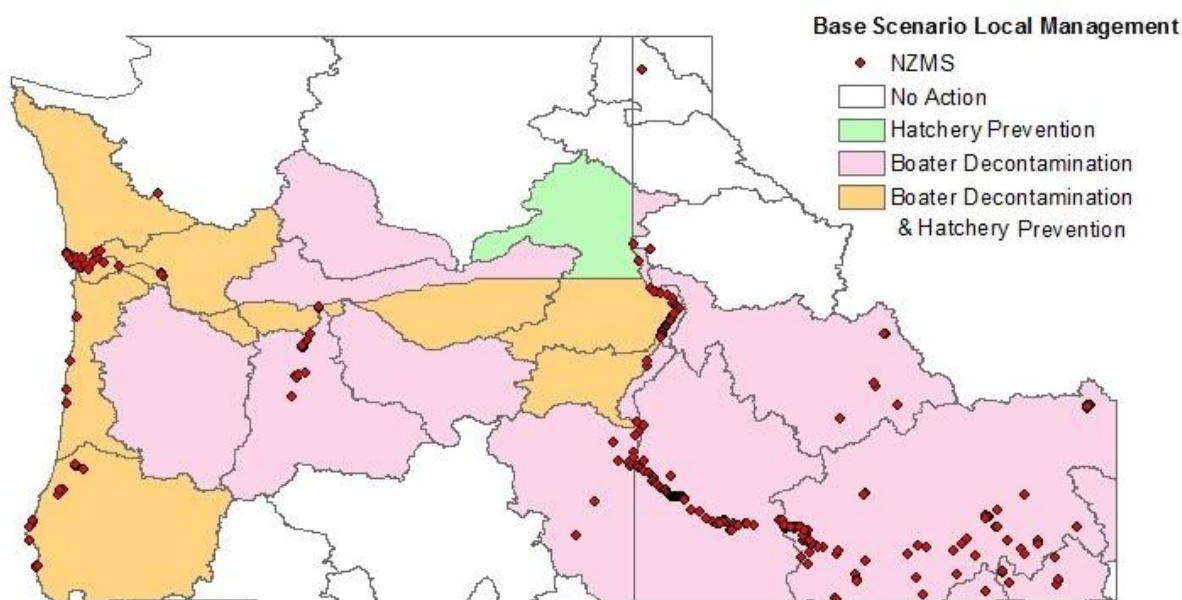 Base Scenario Local Management
NZMS
No Action
Hatchery Prevention
Boater Decontamination
Boater Decontamination
& Hatchery Prevention